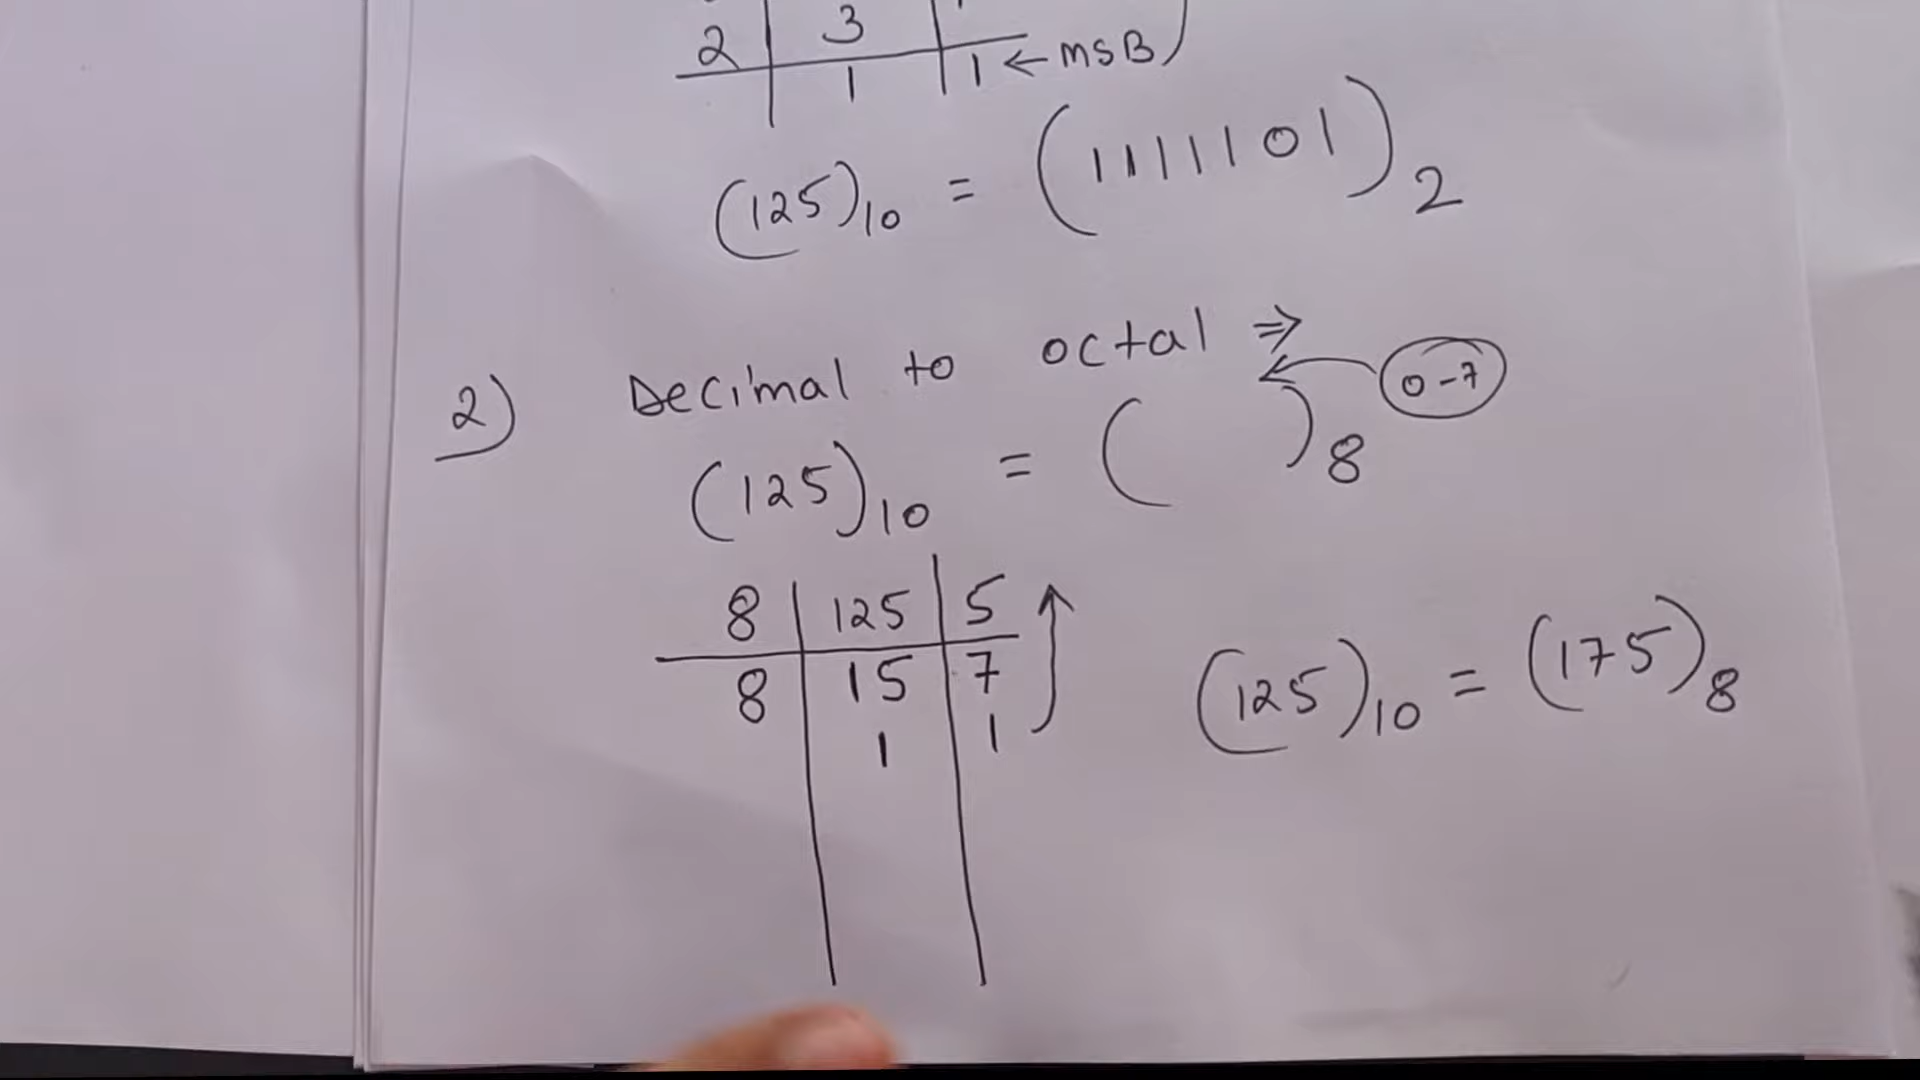 2 | 3 |
1 | 1 ← MSB)
(125)10 = (1111101)2
2) Decimal to octal ⇒
0-7
(125)10 = ( )8
8 | 125 | 5
8 | 15 | 7
1 | 1
(125)10 = (175)8